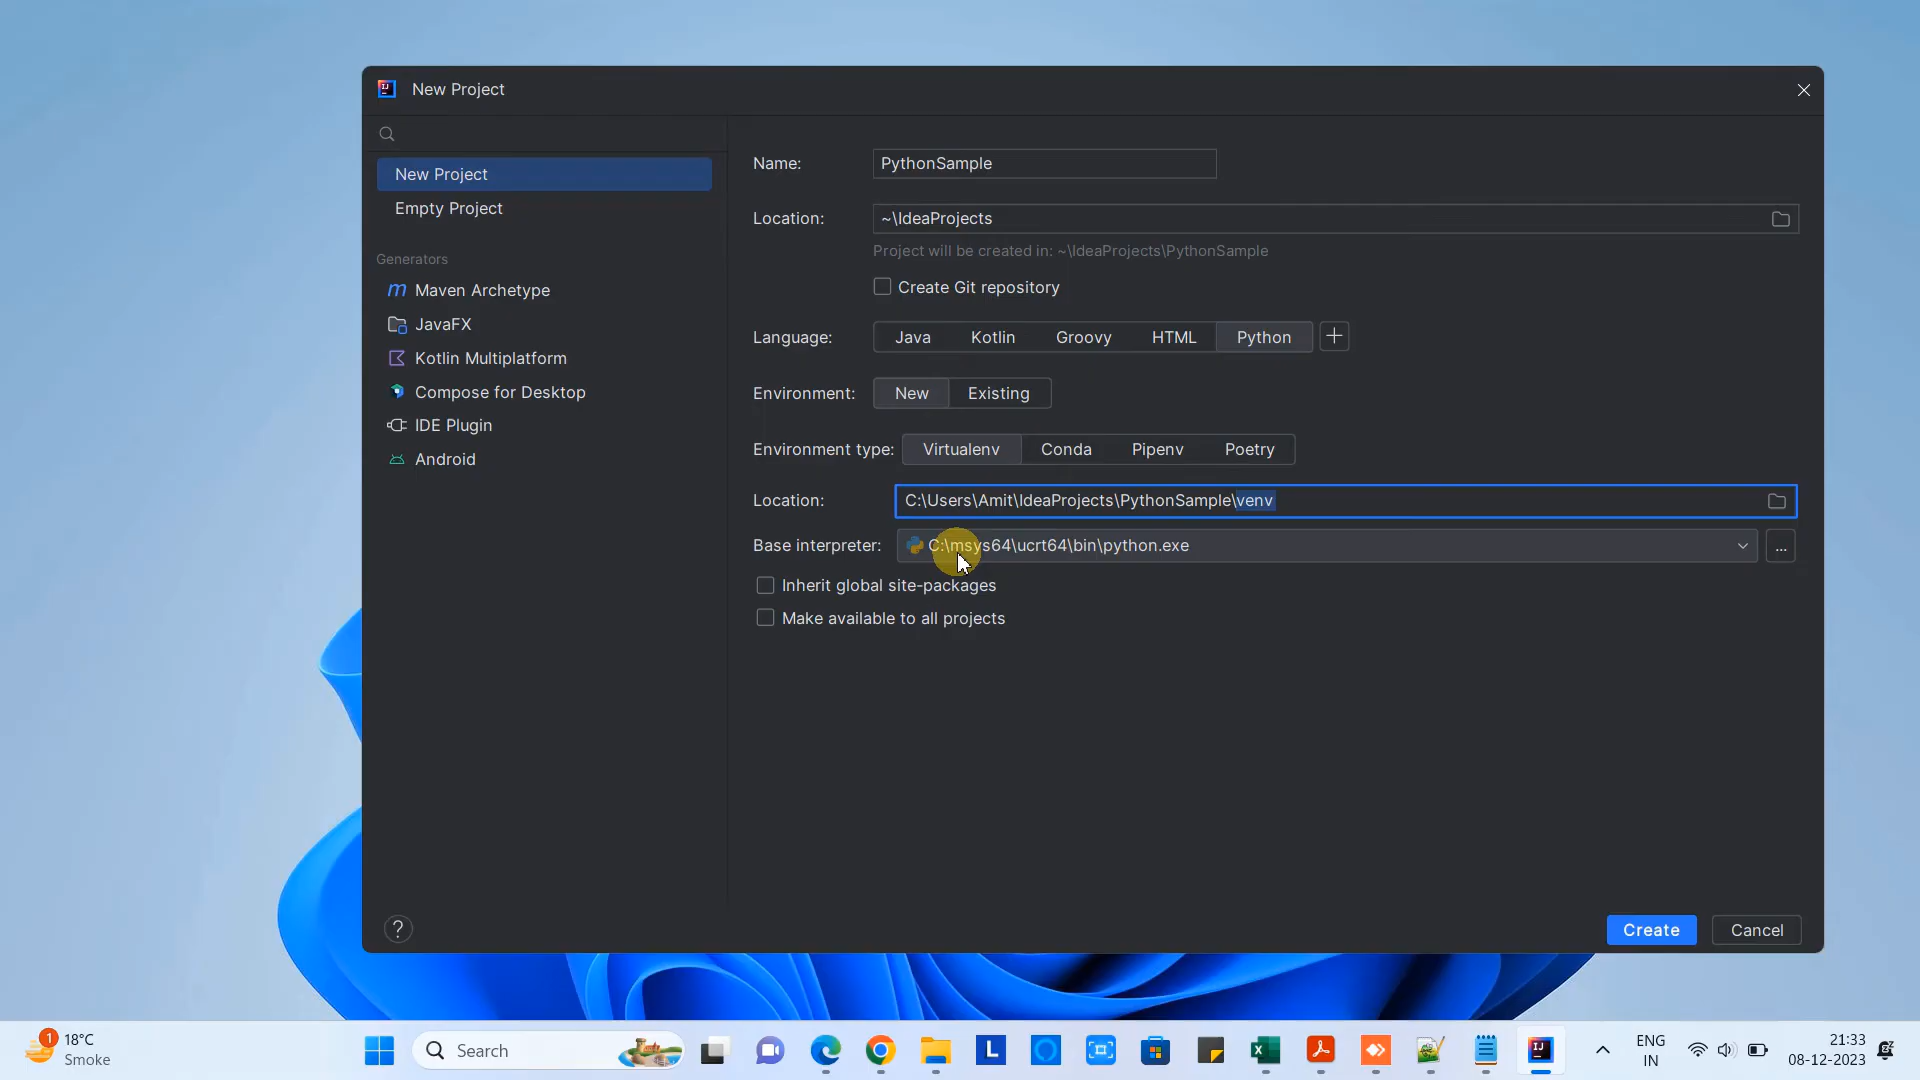 New Project
New Project
Empty Project
Generators
Maven Archetype
JavaFX
Kotlin Multiplatform
Compose for Desktop
IDE Plugin
Android
Name: PythonSample
Location: ~\IdeaProjects
Project will be created in: ~\IdeaProjects\PythonSample
Create Git repository
Language: Java Kotlin Groovy HTML Python
Environment: New Existing
Environment type: Virtualenv Conda Pipenv Poetry
Location: C:\Users\Amit\IdeaProjects\PythonSample\venv
Base interpreter: C:\msys64\ucrt64\bin\python.exe ...
Inherit global site-packages
Make available to all projects
? Create Cancel
1 18°C
Smoke
Search
L
ENG
IN
21:33
08-12-2023